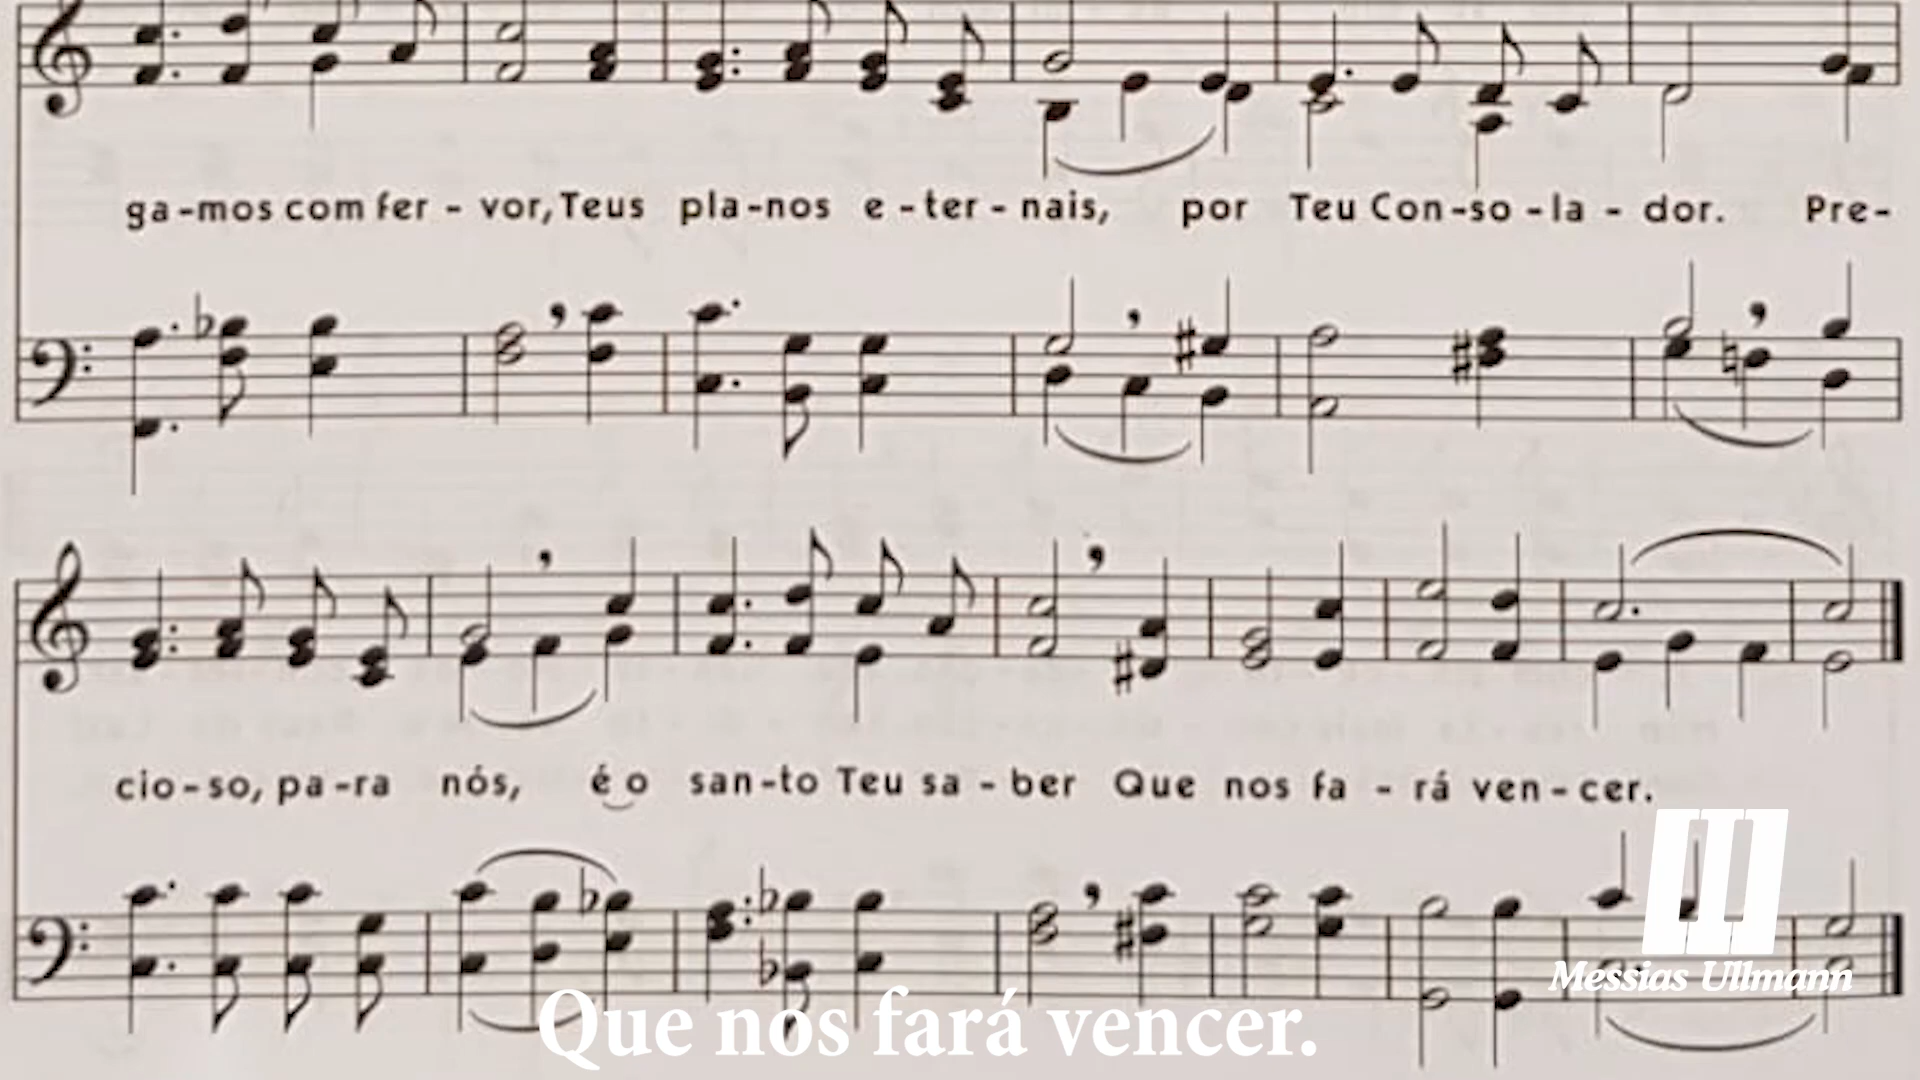 ga-mos com fer - vor, Teus pla-nos e - ter - nais, por Teu Con-so - la - dor. Pre-
cio-so, pa-ra nós, é o san-to Teu sa - ber Que nos fa - rá ven-cer.
Messias Ullmann
Que nos fará vencer.